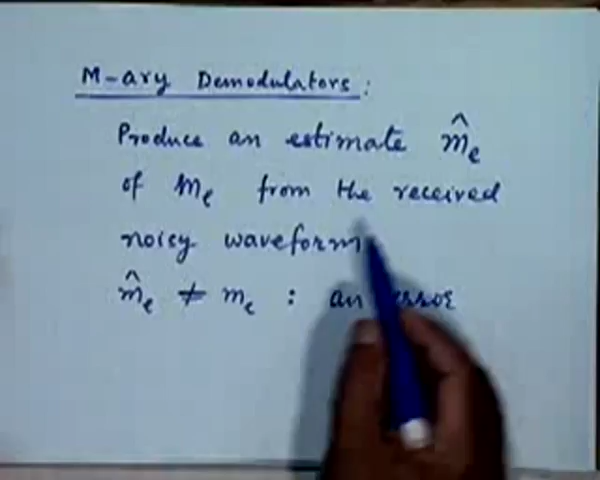 M-ary Demodulators:
Produce an estimate m̂e
of me from the received
noisy waveform
m̂e ≠ me : an error